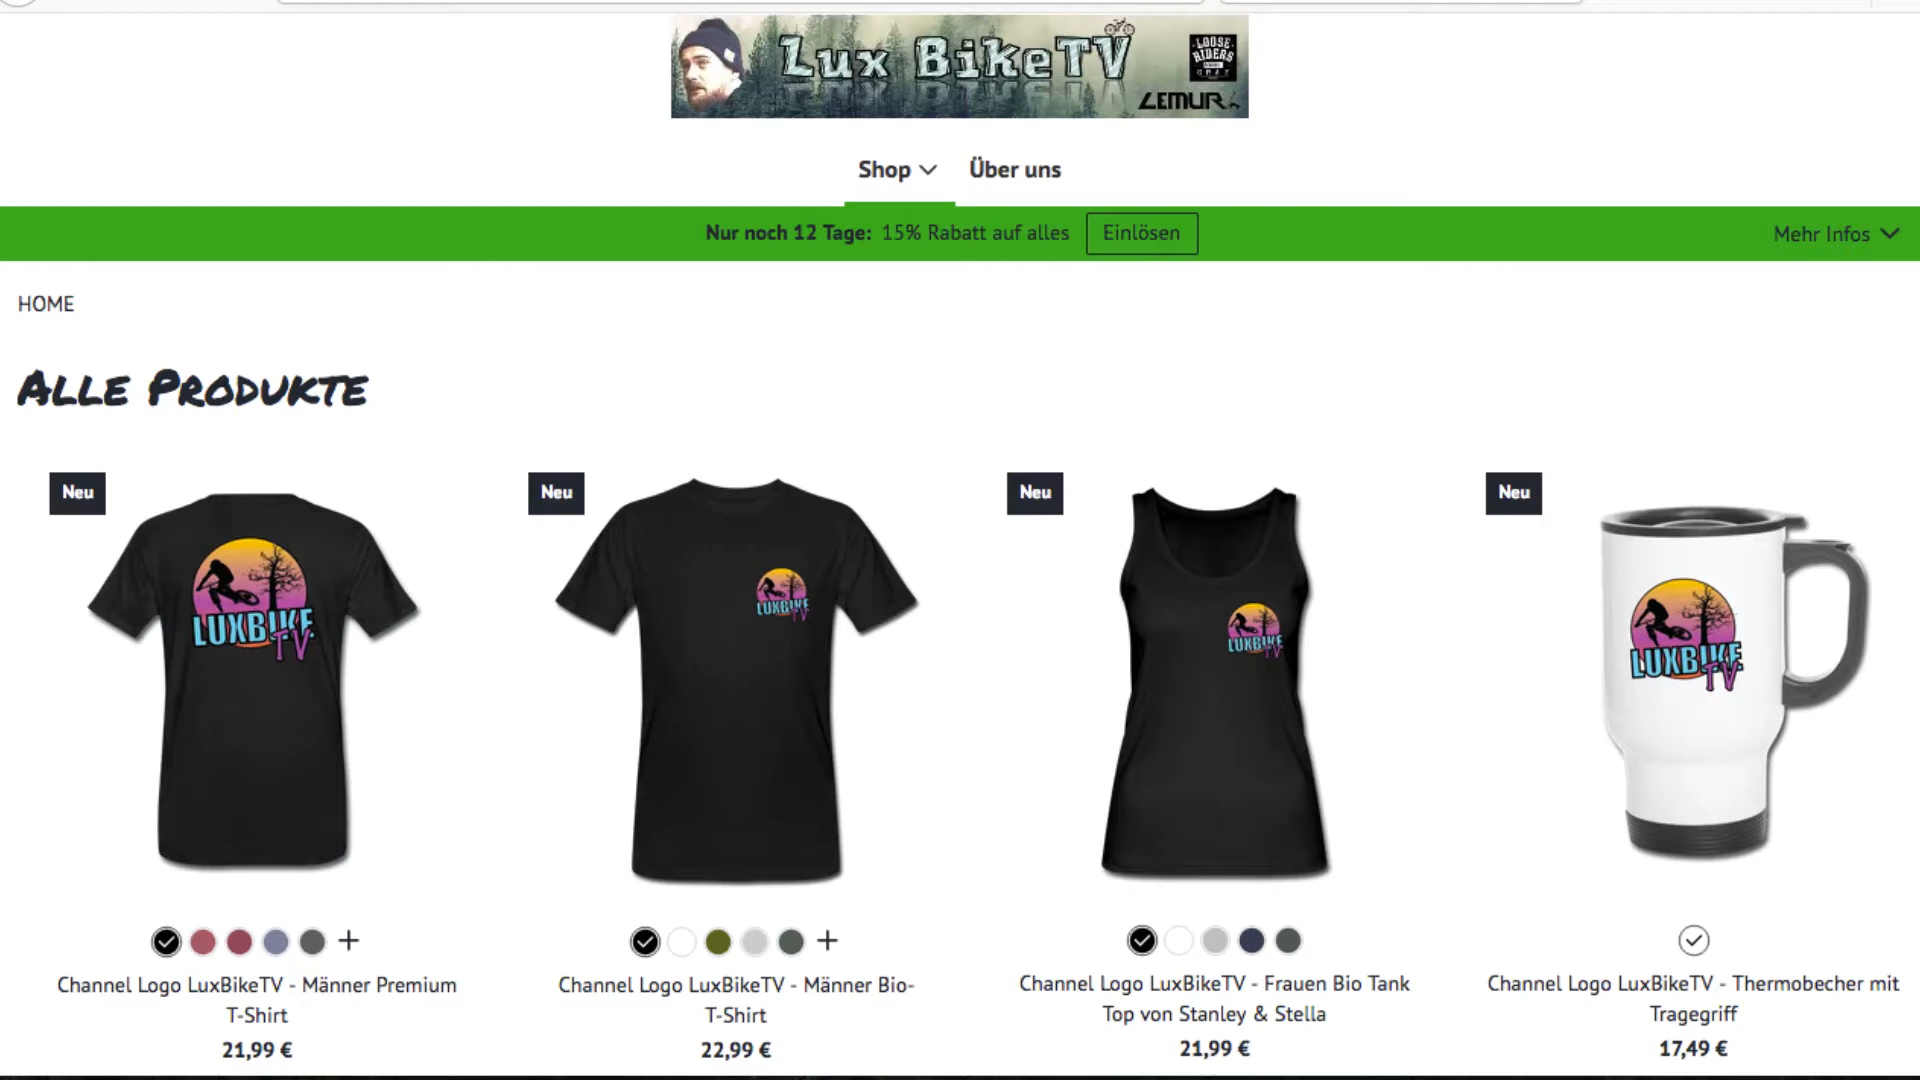 Lux BikeTV
LOOSE
RIDERS
LEMUR
Shop
Über uns
Nur noch 12 Tage: 15% Rabatt auf alles
Einlösen
Mehr Infos
HOME
ALLE PRODUKTE
Neu
Neu
Neu
Neu
LUXBIKE
TV
LUXBIKE
TV
LUXBIKE
TV
LUXBIKE
TV
Channel Logo LuxBikeTV - Männer Premium
T-Shirt
21,99 €
Channel Logo LuxBikeTV - Männer Bio-
T-Shirt
22,99 €
Channel Logo LuxBikeTV - Frauen Bio Tank
Top von Stanley & Stella
21,99 €
Channel Logo LuxBikeTV - Thermobecher mit
Tragegriff
17,49 €